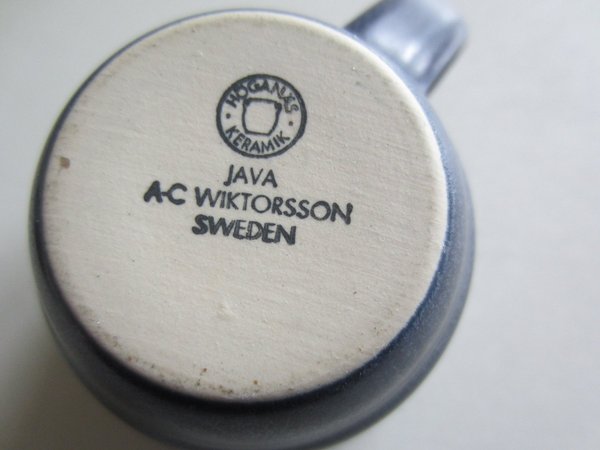 HÖGANÄS
KERAMIK
JAVA
A-C WIKTORSSON
SWEDEN